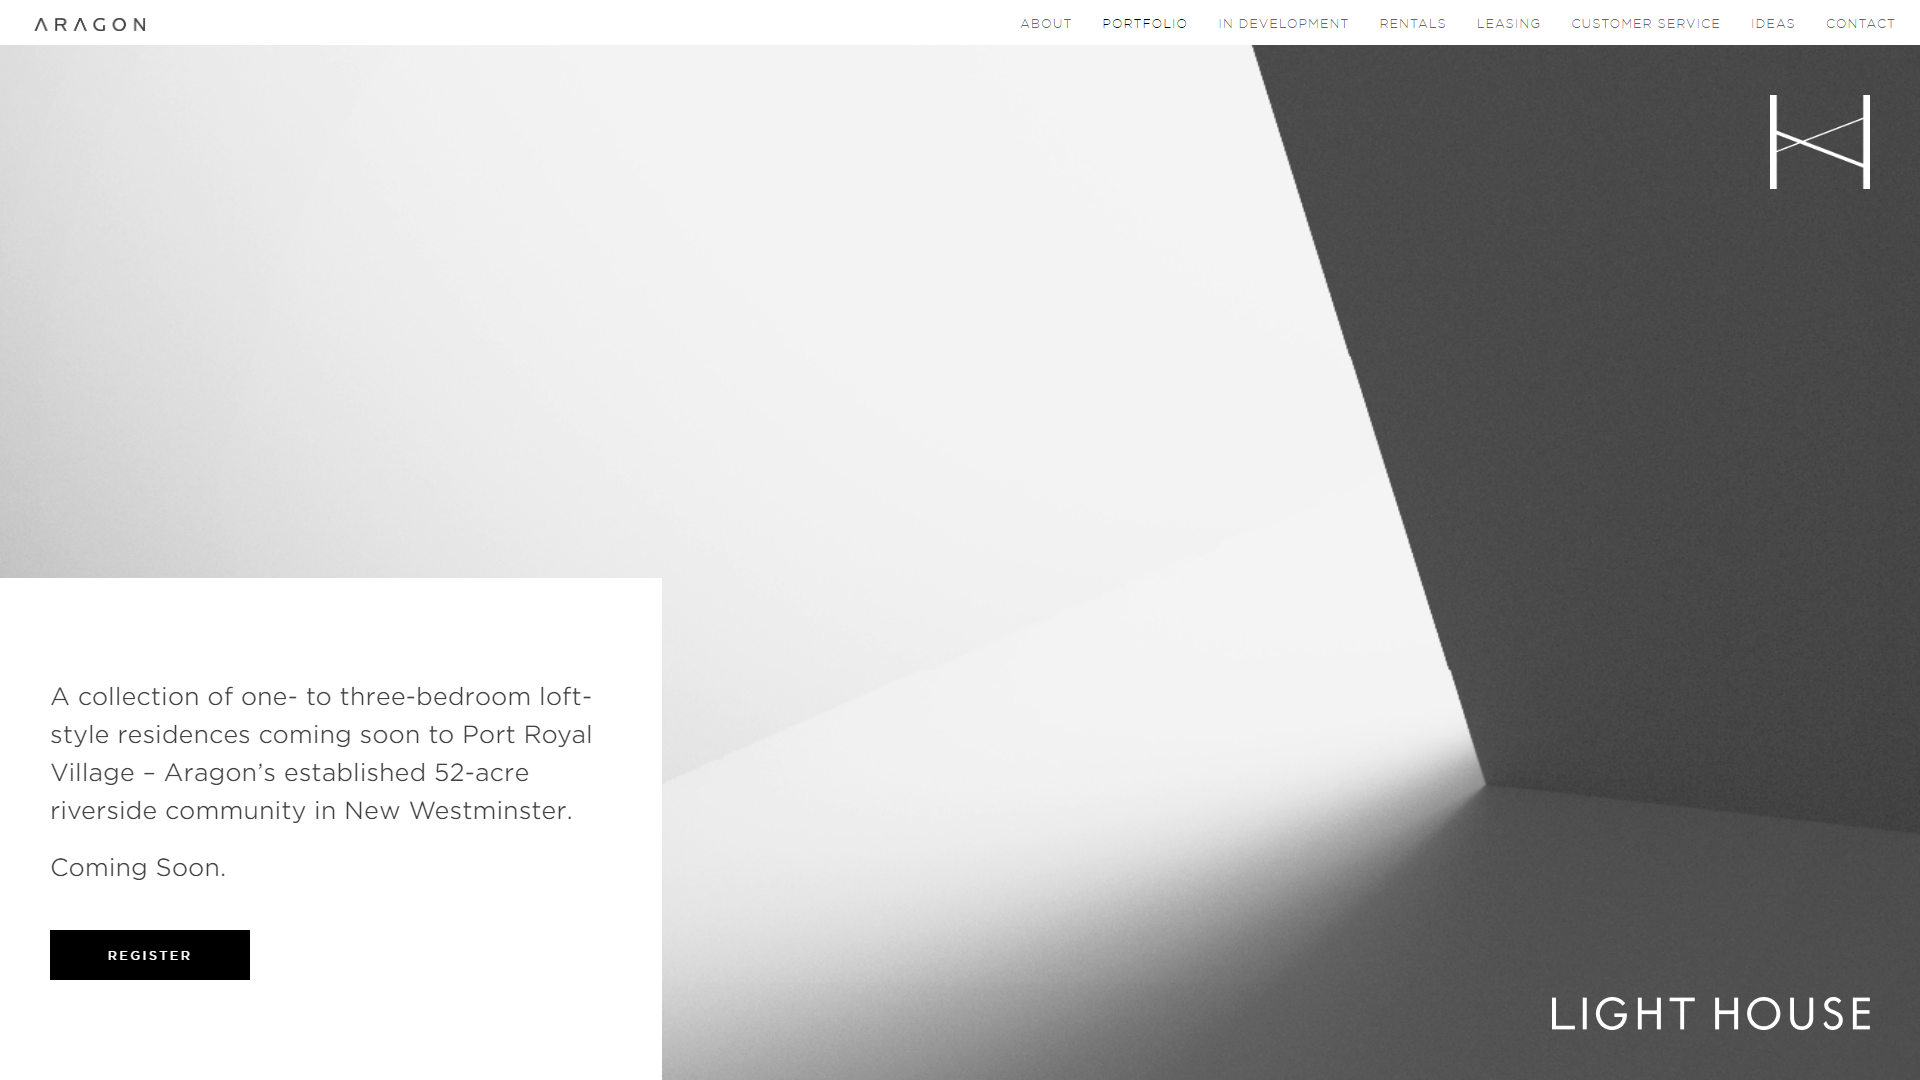 ARAGON
ABOUT PORTFOLIO IN DEVELOPMENT RENTALS LEASING CUSTOMER SERVICE IDEAS CONTACT
A collection of one- to three-bedroom loft-
style residences coming soon to Port Royal
Village – Aragon’s established 52-acre
riverside community in New Westminster.
Coming Soon.
REGISTER
LIGHT HOUSE